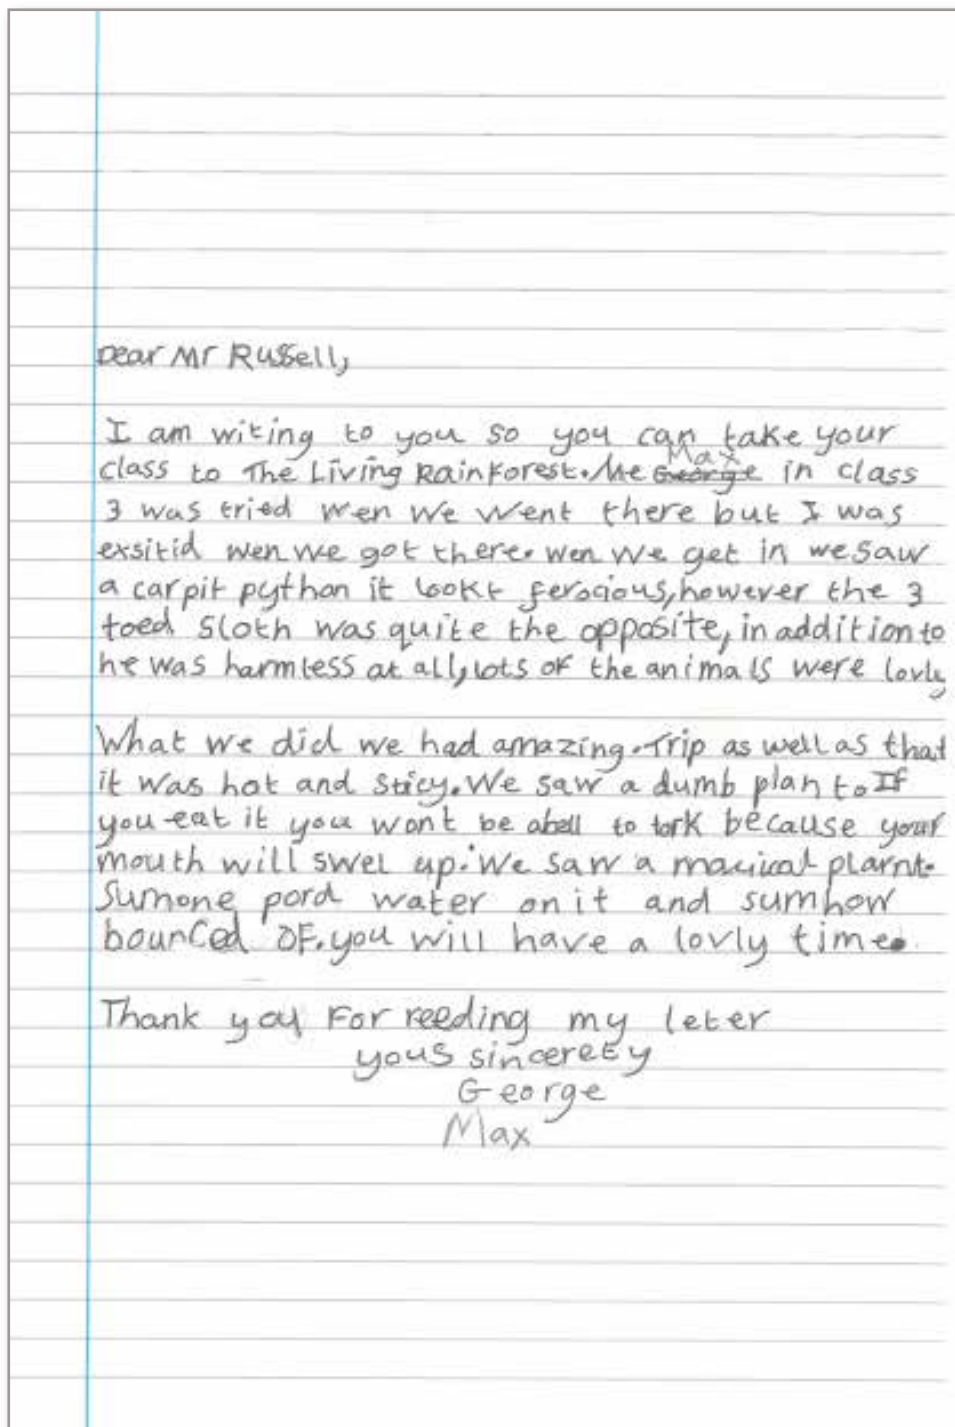 Dear Mr Russell,
I am witing to you so you can take your
Max
class to The Living Rainforest. Me George in class
3 was tried wen we went there but I was
exsitid wen we got there. wen we get in we saw
a carpit python it lookt ferocious, however the 3
toed sloth was quite the opposite, in addition to
he was harmless at all, lots of the animals were lovly
What we did we had amazing. Trip as well as that
it was hot and sticy. We saw a dumb plan to If
you eat it you wont be abell to tork because your
mouth will swel up. We saw a magical plarnt.
Sumone pord water on it and sumhow
bounced of. you will have a lovly time.
Thank you For reeding my leter
yous sincerely
George
Max